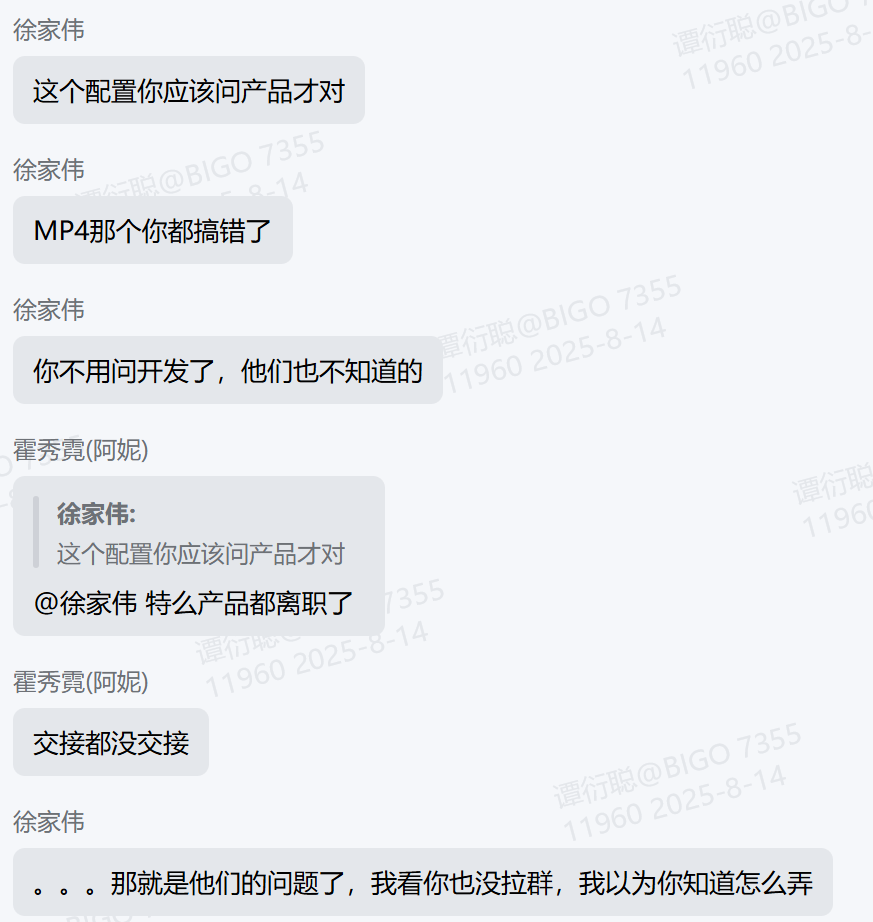 徐家伟
这个配置你应该问产品才对
徐家伟
MP4那个你都搞错了
徐家伟
你不用问开发了，他们也不知道的
霍秀霓(阿妮)
徐家伟:
这个配置你应该问产品才对
@徐家伟 特么产品都离职了
霍秀霓(阿妮)
交接都没交接
徐家伟
。。。那就是他们的问题了，我看你也没拉群，我以为你知道怎么弄
谭衍聪@BIGO 7355
11960 2025-8-14